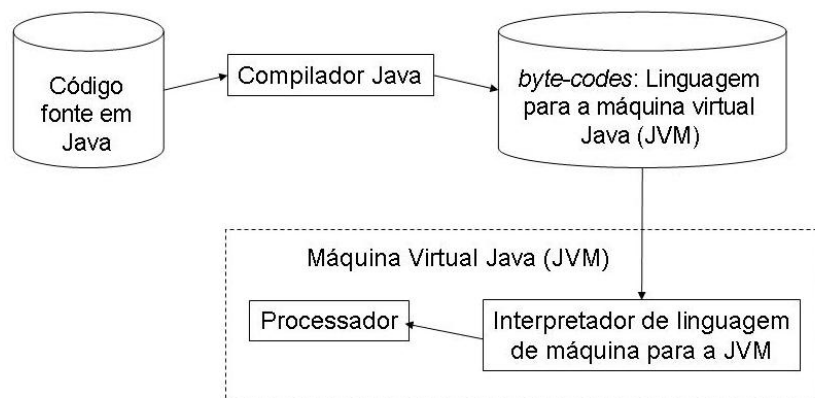 Código
fonte em
Java
Compilador Java
byte-codes: Linguagem
para a máquina virtual
Java (JVM)
Máquina Virtual Java (JVM)
Processador
Interpretador de linguagem
de máquina para a JVM